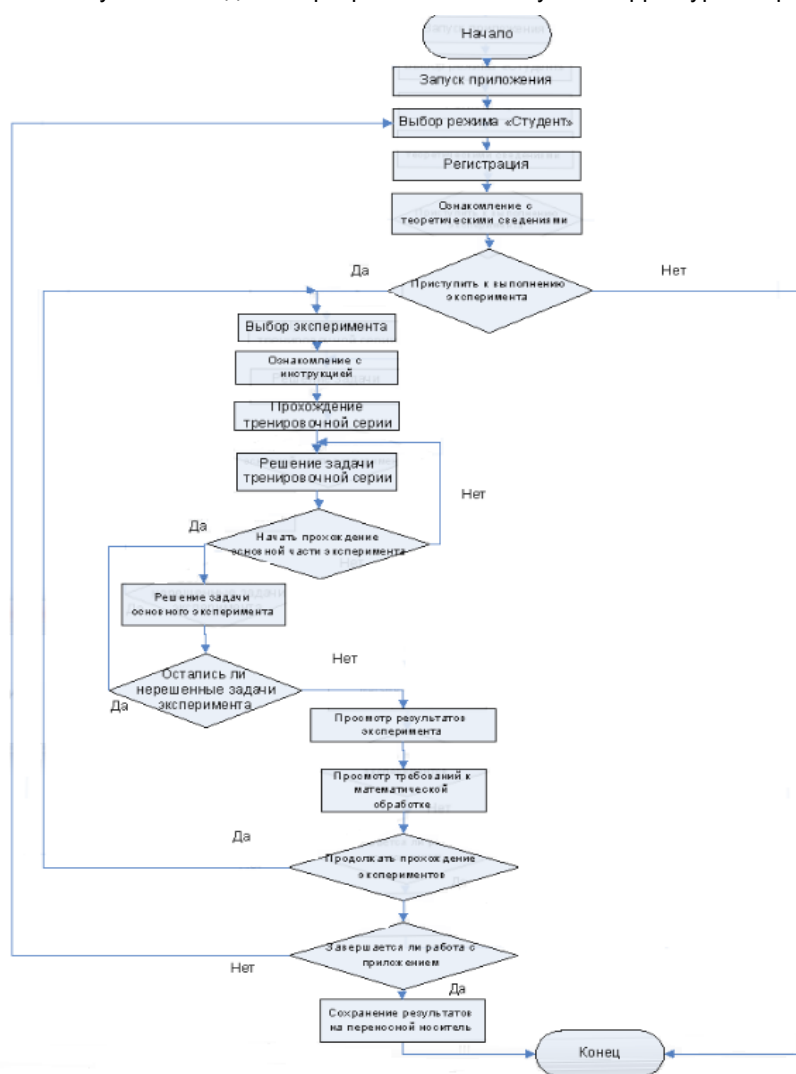 Начало
Запуск приложения
Выбор режима «Студент»
Регистрация
Ознакомление с
теоретическими сведениями
Да
Нет
Приступить к выполнению
эксперимента
Выбор эксперимента
Ознакомление с
инструкцией
Прохождение
тренировочной серии
Решение задачи
тренировочной серии
Нет
Да
Начать прохождение
основной части эксперимента
Решение задачи
основного эксперимента
Нет
Остались ли
нерешенные задачи
эксперимента
Да
Просмотр результатов
эксперимента
Просмотр требований к
математической
обработке
Да
Продолжать прохождение
экспериментов
Завершается ли работа с
приложением
Нет
Да
Сохранение результатов
на переносной носитель
Конец